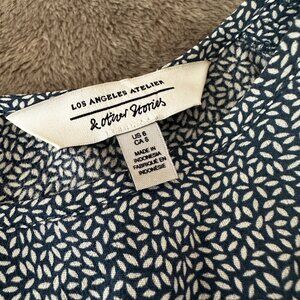 LOS ANGELES ATELIER
& other Stories
US 6
CA 6
MADE IN
INDONESIA
FABRIQUÉ EN
INDONÉSIE